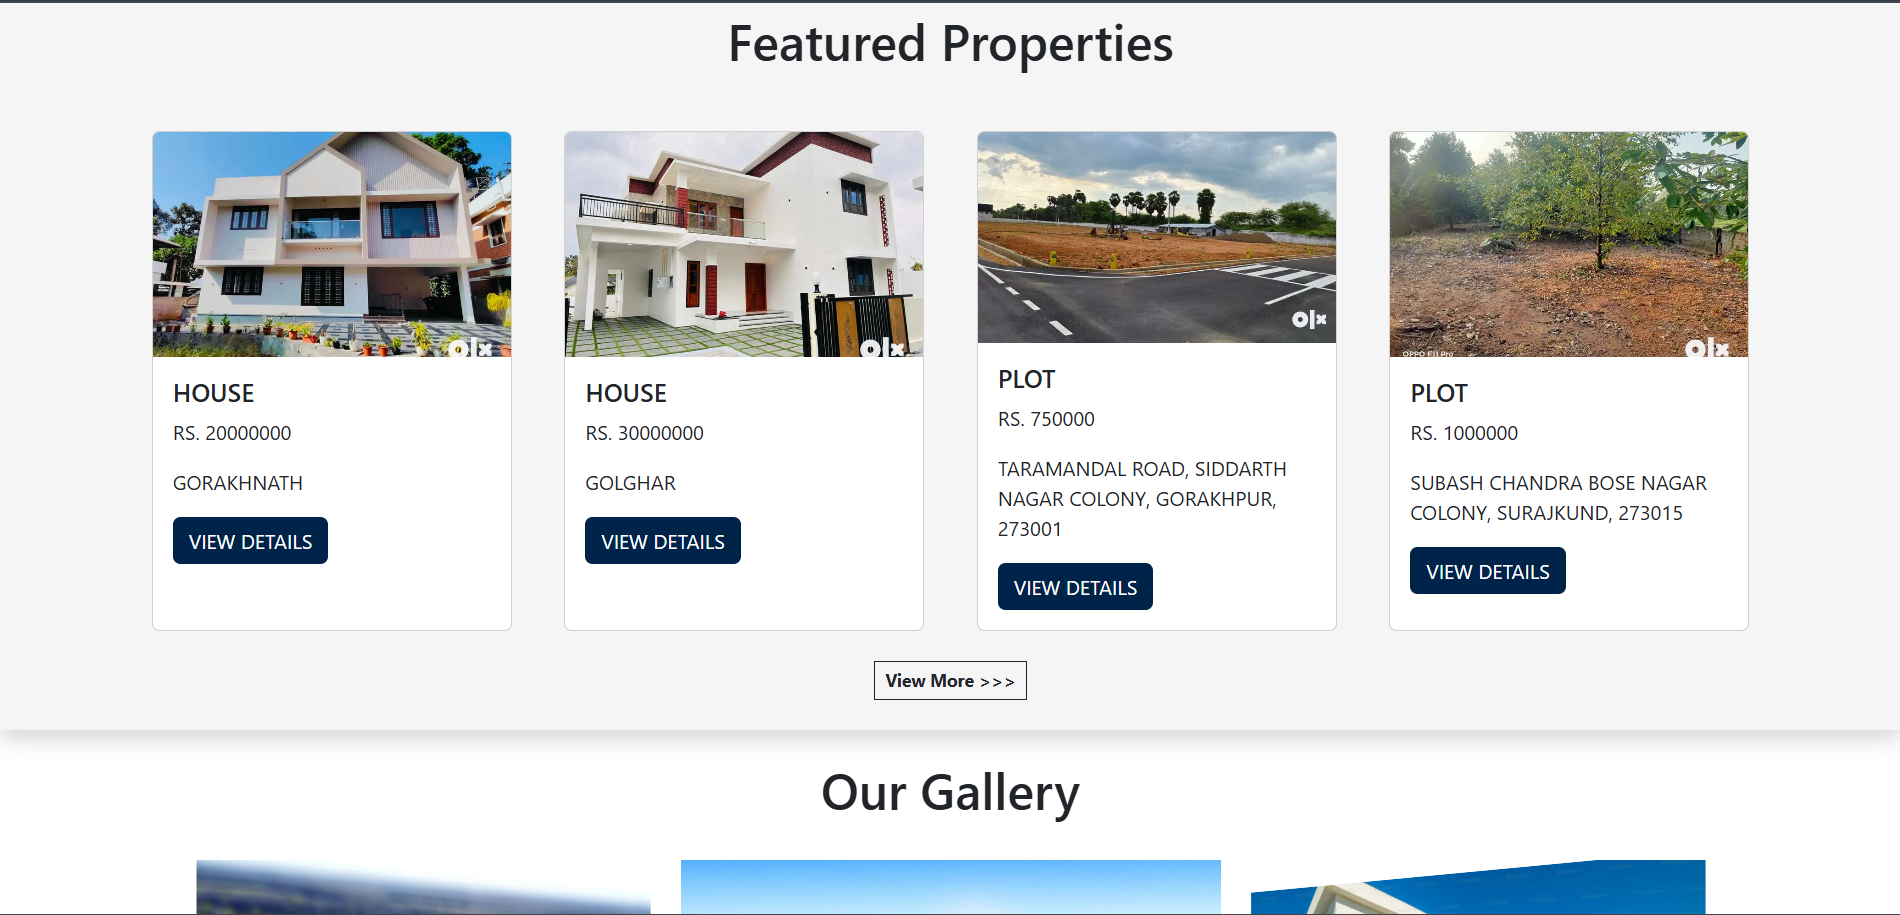 Featured Properties
olx
olx
olx
OPPO F11 Pro
olx
HOUSE
RS. 20000000
GORAKHNATH
VIEW DETAILS
HOUSE
RS. 30000000
GOLGHAR
VIEW DETAILS
PLOT
RS. 750000
TARAMANDAL ROAD, SIDDARTH
NAGAR COLONY, GORAKHPUR,
273001
VIEW DETAILS
PLOT
RS. 1000000
SUBASH CHANDRA BOSE NAGAR
COLONY, SURAJKUND, 273015
VIEW DETAILS
View More >>>
Our Gallery